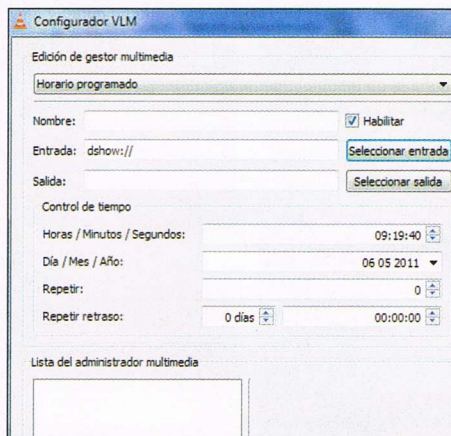 Configurador VLM
Edición de gestor multimedia
Horario programado
Nombre:
Habilitar
Entrada: dshow://
Seleccionar entrada
Salida:
Seleccionar salida
Control de tiempo
Horas / Minutos / Segundos: 09:19:40
Día / Mes / Año: 06 05 2011
Repetir: 0
Repetir retraso: 0 días 00:00:00
Lista del administrador multimedia